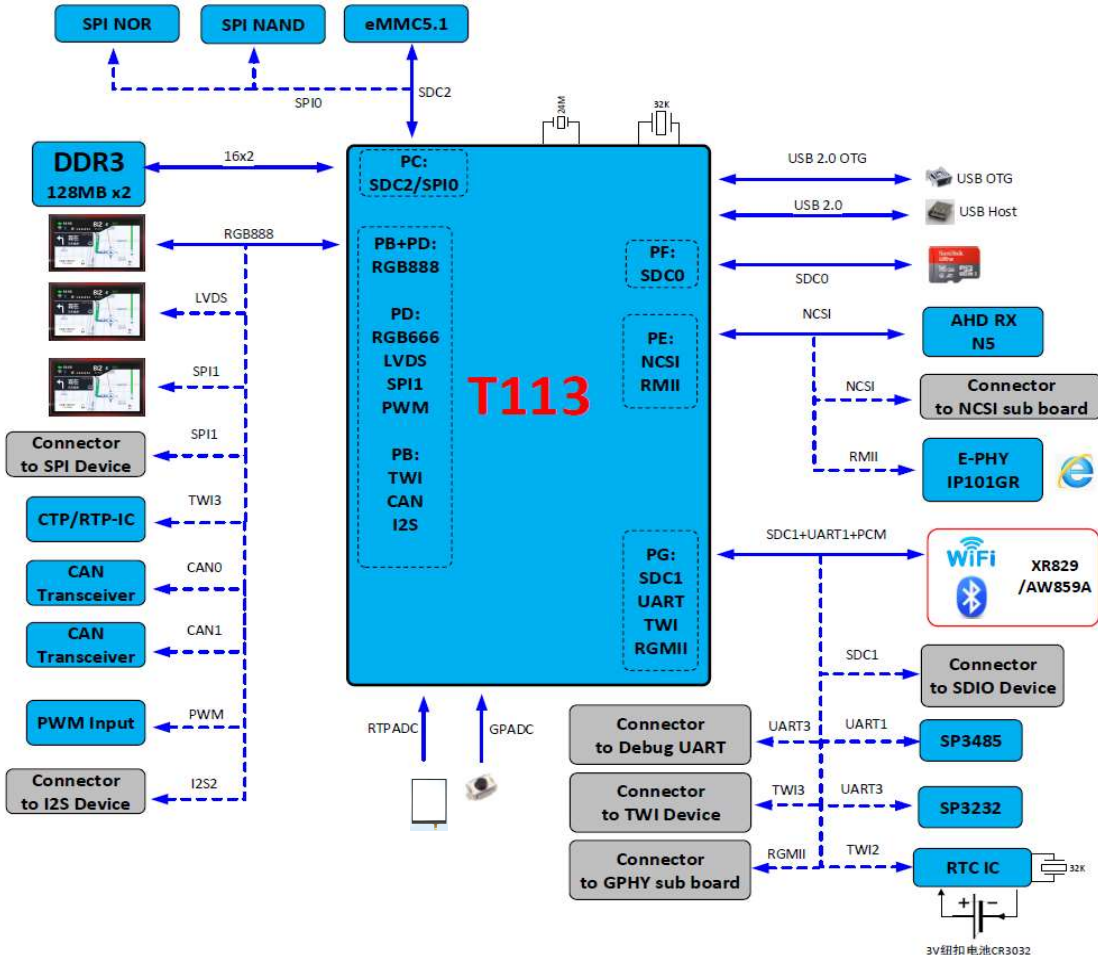 SPI NOR
SPI NAND
eMMC5.1
SPI0
SDC2
24M
32K
DDR3
128MB x2
16x2
PC:
SDC2/SPI0
USB 2.0 OTG
USB OTG
USB 2.0
USB Host
RGB888
PB+PD:
RGB888
PF:
SDC0
SDC0
LVDS
PD:
RGB666
LVDS
SPI1
PWM
PE:
NCSI
RMII
NCSI
AHD RX
N5
SPI1
T113
NCSI
Connector
to NCSI sub board
SPI1
Connector
to SPI Device
PB:
TWI
CAN
I2S
RMII
E-PHY
IP101GR
TWI3
CTP/RTP-IC
CAN0
CAN
Transceiver
PG:
SDC1
UART
TWI
RGMII
SDC1+UART1+PCM
WiFi
XR829
/AW859A
CAN1
CAN
Transceiver
SDC1
Connector
to SDIO Device
PWM
PWM Input
RTPADC
GPADC
Connector
to Debug UART
UART3
UART1
SP3485
I2S2
Connector
to I2S Device
Connector
to TWI Device
TWI3
UART3
SP3232
Connector
to GPHY sub board
RGMII
TWI2
RTC IC
32K
+
−
3V纽扣电池CR3032